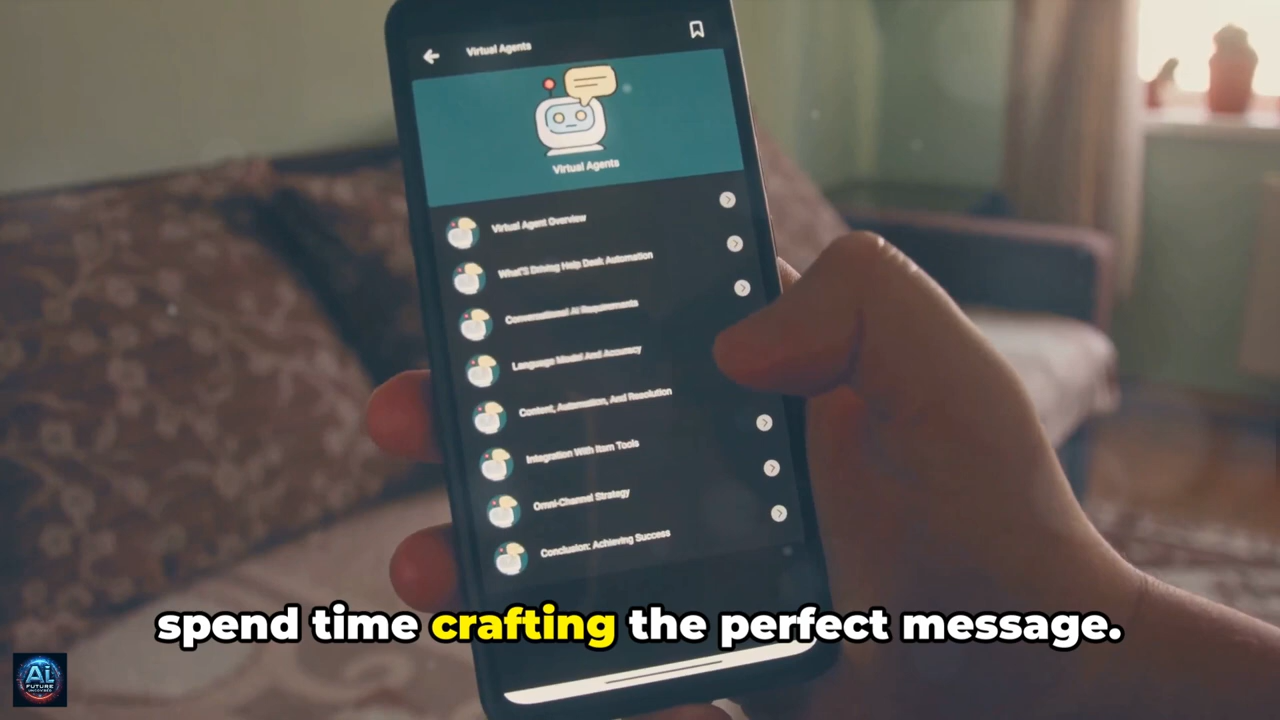 Virtual Agents
Virtual Agents
Virtual Agent Overview
What'S Driving Help Desk Automation
Conversational AI Requirements
Language Model And Accuracy
Content, Automation, And Resolution
Integration With Itsm Tools
Omni-Channel Strategy
Conclusion: Achieving Success
spend time crafting the perfect message.
Ai
FUTURE